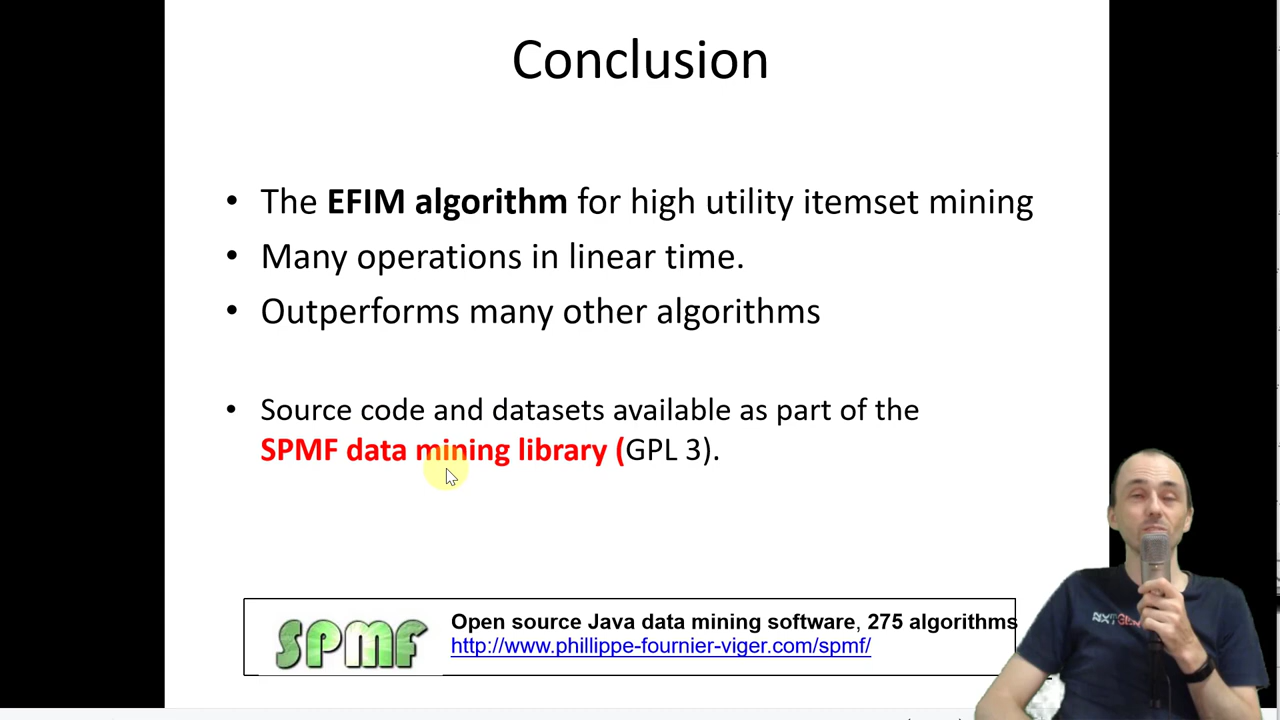 Conclusion
• The EFIM algorithm for high utility itemset mining
• Many operations in linear time.
• Outperforms many other algorithms
• Source code and datasets available as part of the
SPMF data mining library (GPL 3).
SPMF
Open source Java data mining software, 275 algorithms
http://www.phillippe-fournier-viger.com/spmf/